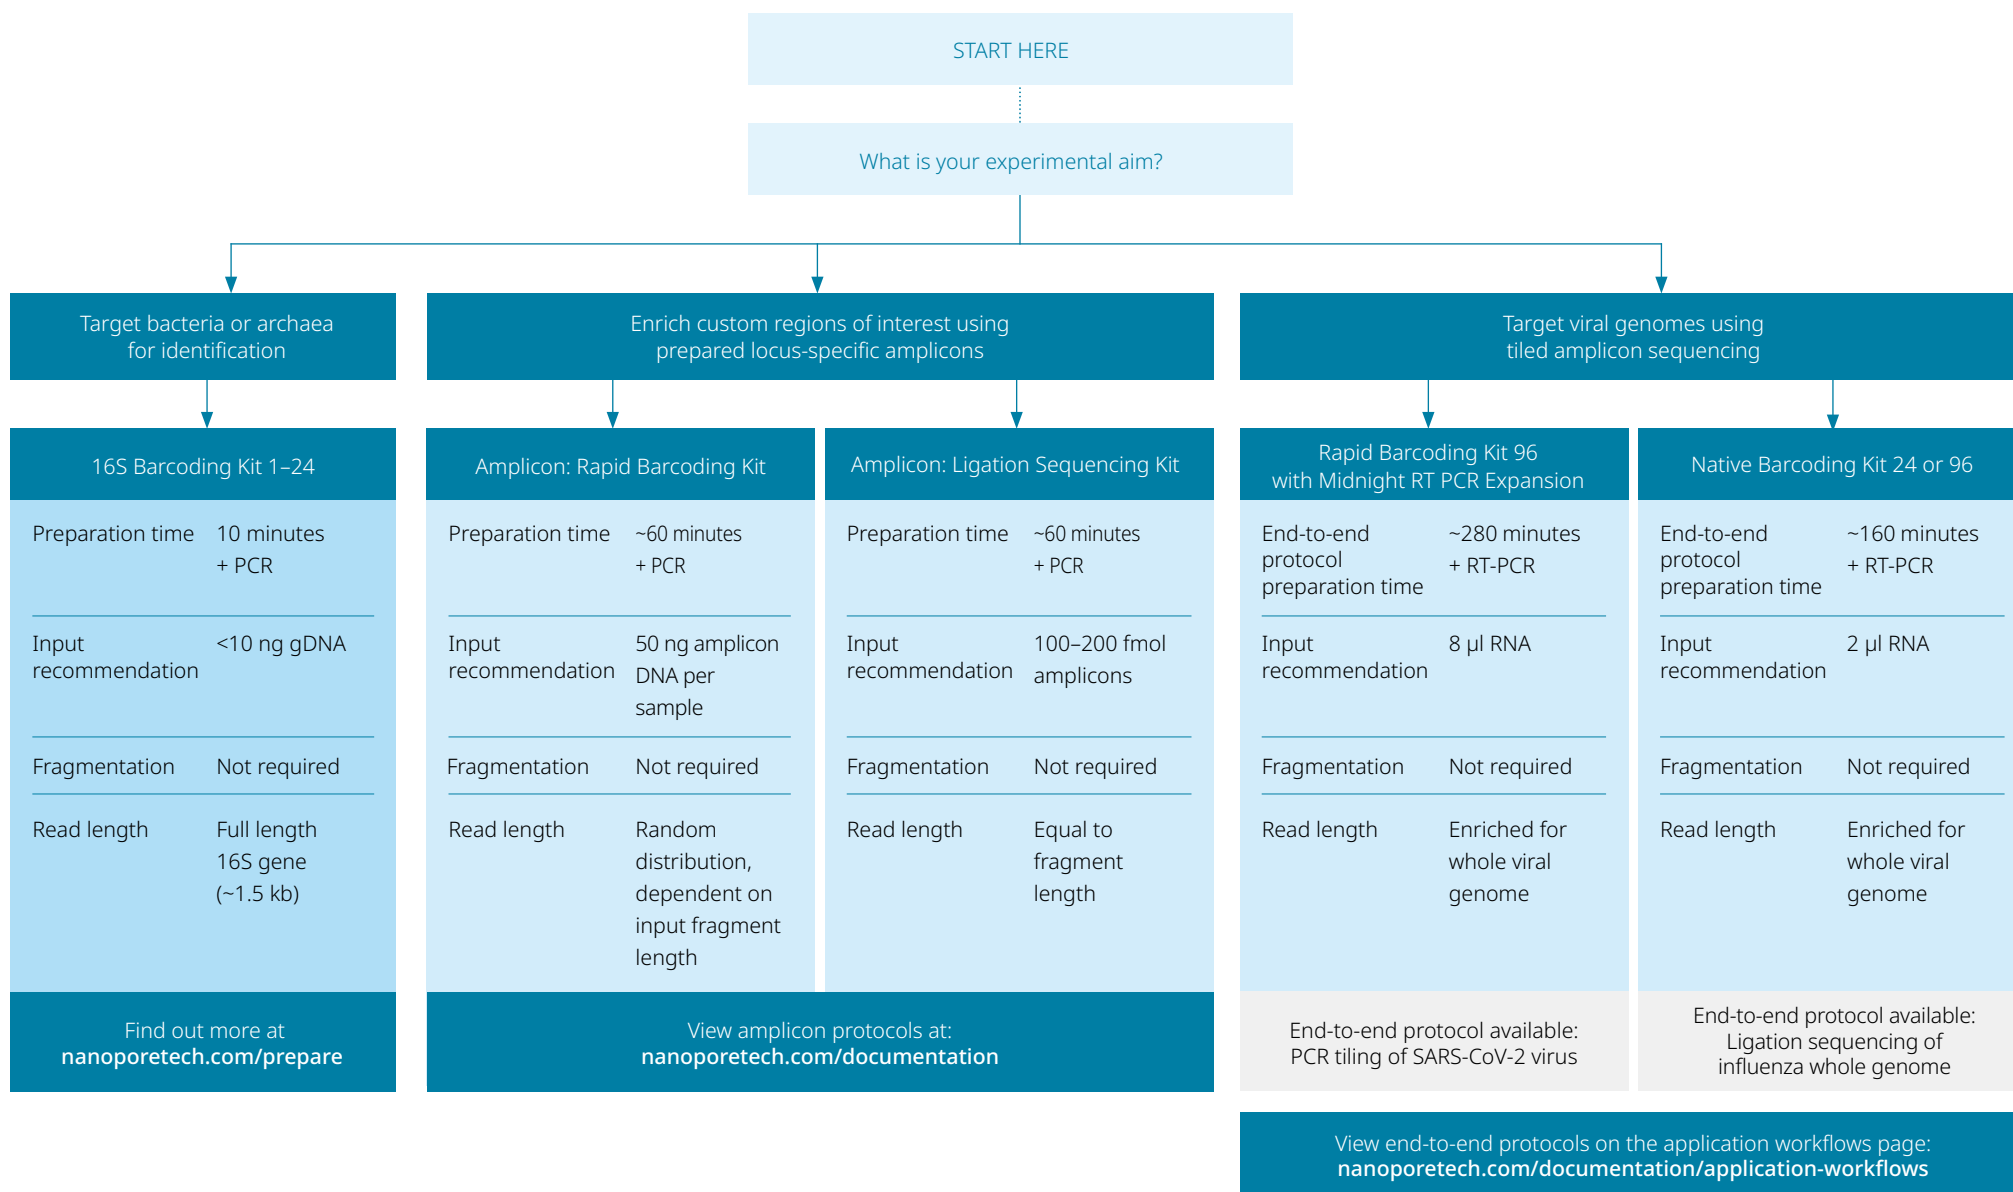 START HERE
What is your experimental aim?
Target bacteria or archaea
for identification
Enrich custom regions of interest using
prepared locus-specific amplicons
Target viral genomes using
tiled amplicon sequencing
16S Barcoding Kit 1–24
Preparation time 10 minutes
+ PCR
Input <10 ng gDNA
recommendation
Fragmentation Not required
Read length Full length
16S gene
(~1.5 kb)
Find out more at
nanoporetech.com/prepare
Amplicon: Rapid Barcoding Kit
Preparation time ~60 minutes
+ PCR
Input 50 ng amplicon
recommendation DNA per
sample
Fragmentation Not required
Read length Random
distribution,
dependent on
input fragment
length
Amplicon: Ligation Sequencing Kit
Preparation time ~60 minutes
+ PCR
Input 100–200 fmol
recommendation amplicons
Fragmentation Not required
Read length Equal to
fragment
length
View amplicon protocols at:
nanoporetech.com/documentation
Rapid Barcoding Kit 96
with Midnight RT PCR Expansion
End-to-end ~280 minutes
protocol + RT-PCR
preparation time
Input 8 µl RNA
recommendation
Fragmentation Not required
Read length Enriched for
whole viral
genome
End-to-end protocol available:
PCR tiling of SARS-CoV-2 virus
Native Barcoding Kit 24 or 96
End-to-end ~160 minutes
protocol + RT-PCR
preparation time
Input 2 µl RNA
recommendation
Fragmentation Not required
Read length Enriched for
whole viral
genome
End-to-end protocol available:
Ligation sequencing of
influenza whole genome
View end-to-end protocols on the application workflows page:
nanoporetech.com/documentation/application-workflows